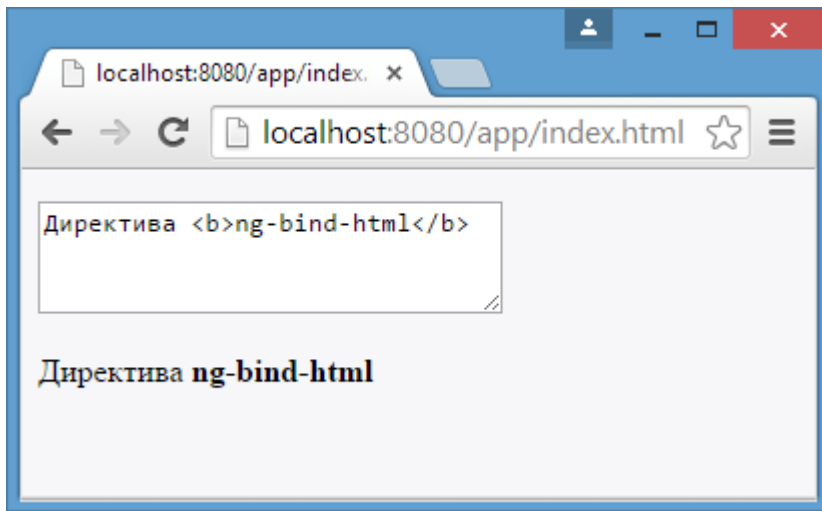 localhost:8080/app/index.
localhost:8080/app/index.html
Директива <b>ng-bind-html</b>
Директива ng-bind-html